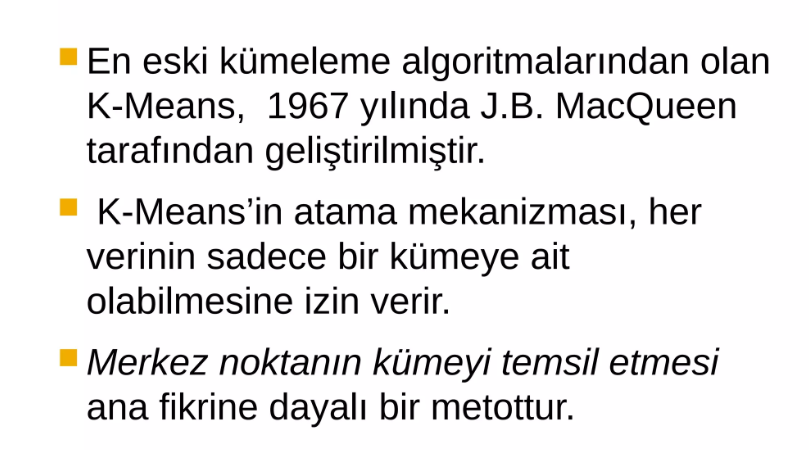 En eski kümeleme algoritmalarından olan
K-Means,  1967 yılında J.B. MacQueen
tarafından geliştirilmiştir.
K-Means’in atama mekanizması, her
verinin sadece bir kümeye ait
olabilmesine izin verir.
Merkez noktanın kümeyi temsil etmesi
ana fikrine dayalı bir metottur.